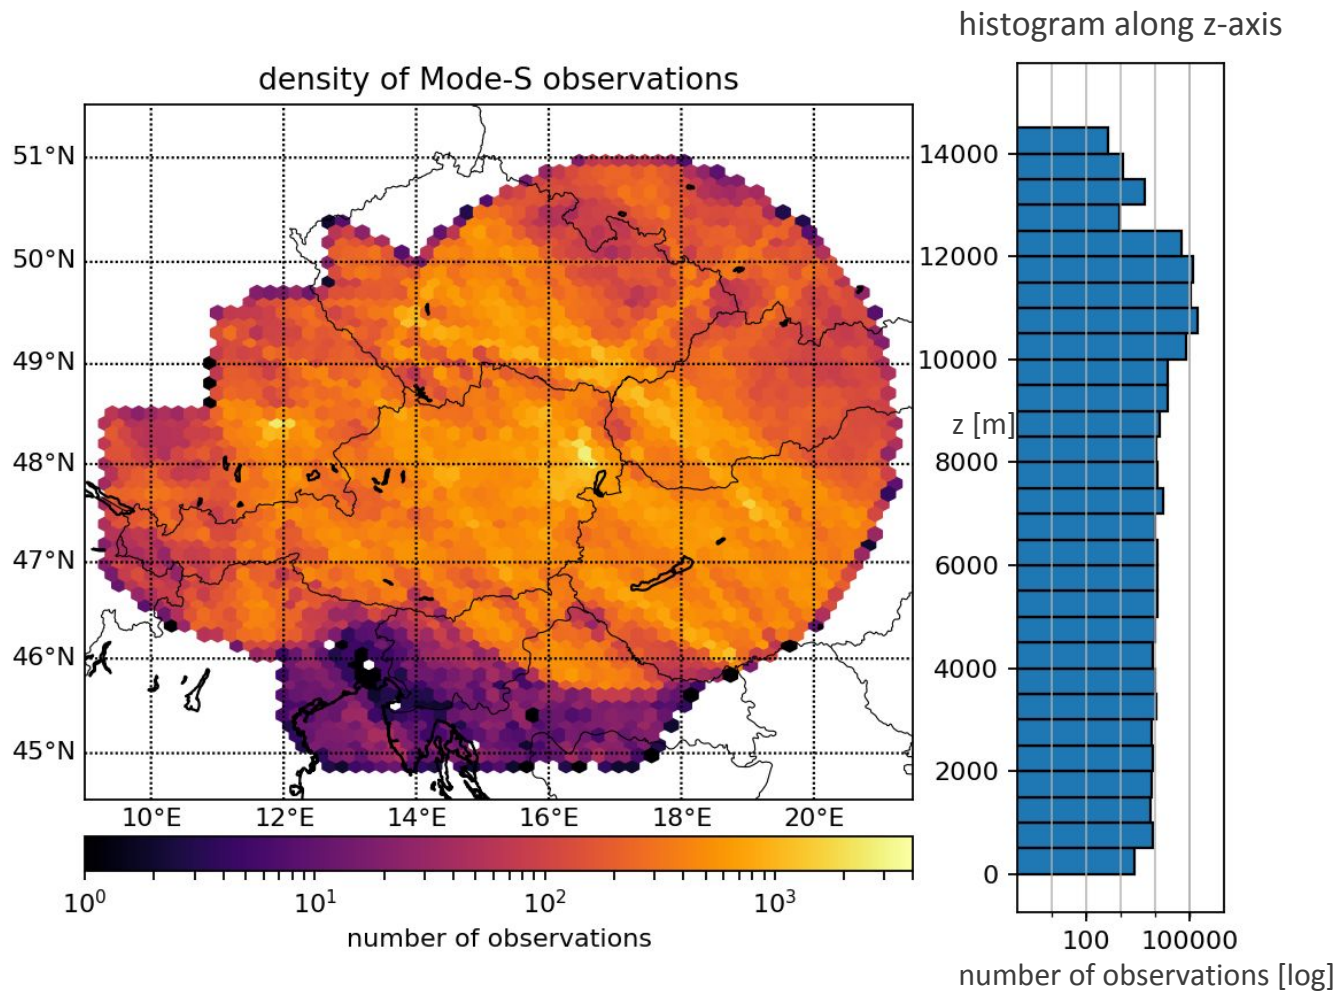 histogram along z-axis
density of Mode-S observations
51°N
50°N
49°N
48°N
47°N
46°N
45°N
10°E 12°E 14°E 16°E 18°E 20°E
10⁰ 10¹ 10² 10³
number of observations
14000
12000
10000
z [m]
8000
6000
4000
2000
0
100 100000
number of observations [log]